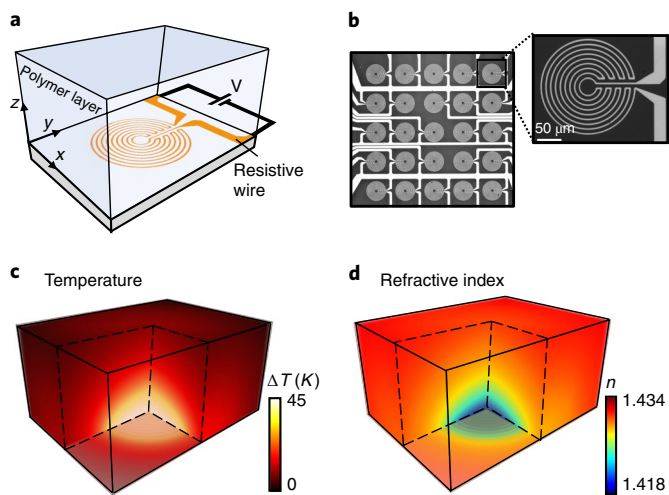 a
Polymer layer
z
y
x
V
Resistive
wire
b
50 μm
c
Temperature
ΔT (K)
45
0
d
Refractive index
n
1.434
1.418